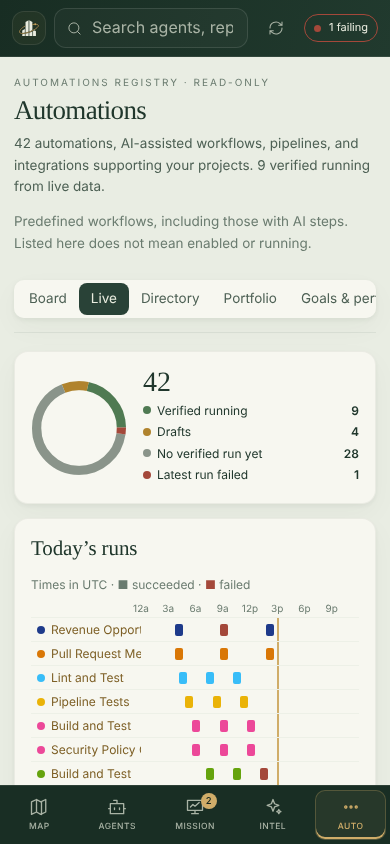 Search agents, rep
1 failing
AUTOMATIONS REGISTRY · READ-ONLY
Automations
42 automations, AI-assisted workflows, pipelines, and
integrations supporting your projects. 9 verified running
from live data.
Predefined workflows, including those with AI steps.
Listed here does not mean enabled or running.
Board Live Directory Portfolio Goals & per
42
Verified running 9
Drafts 4
No verified run yet 28
Latest run failed 1
Today’s runs
Times in UTC · succeeded · failed
12a 3a 6a 9a 12p 3p 6p 9p
Revenue Opport
Pull Request Me
Lint and Test
Pipeline Tests
Build and Test
Security Policy
Build and Test
2
MAP AGENTS MISSION INTEL AUTO